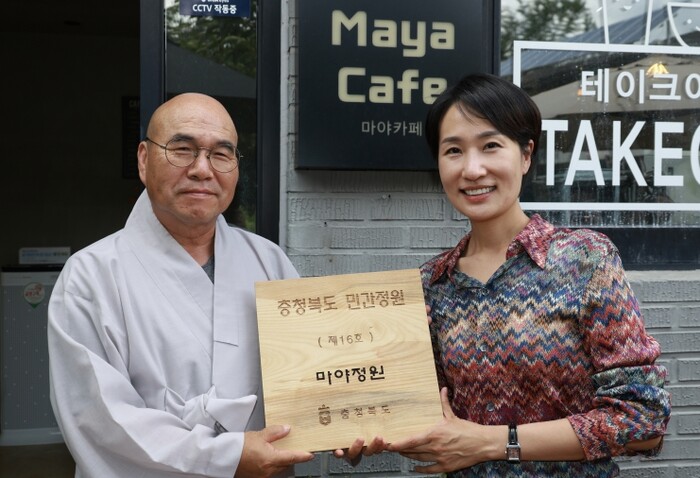 CCTV 작동중
Maya
Cafe
마야카페
테이크아
TAKE
충청북도 민간정원
( 제16호 )
마야정원
충청북도